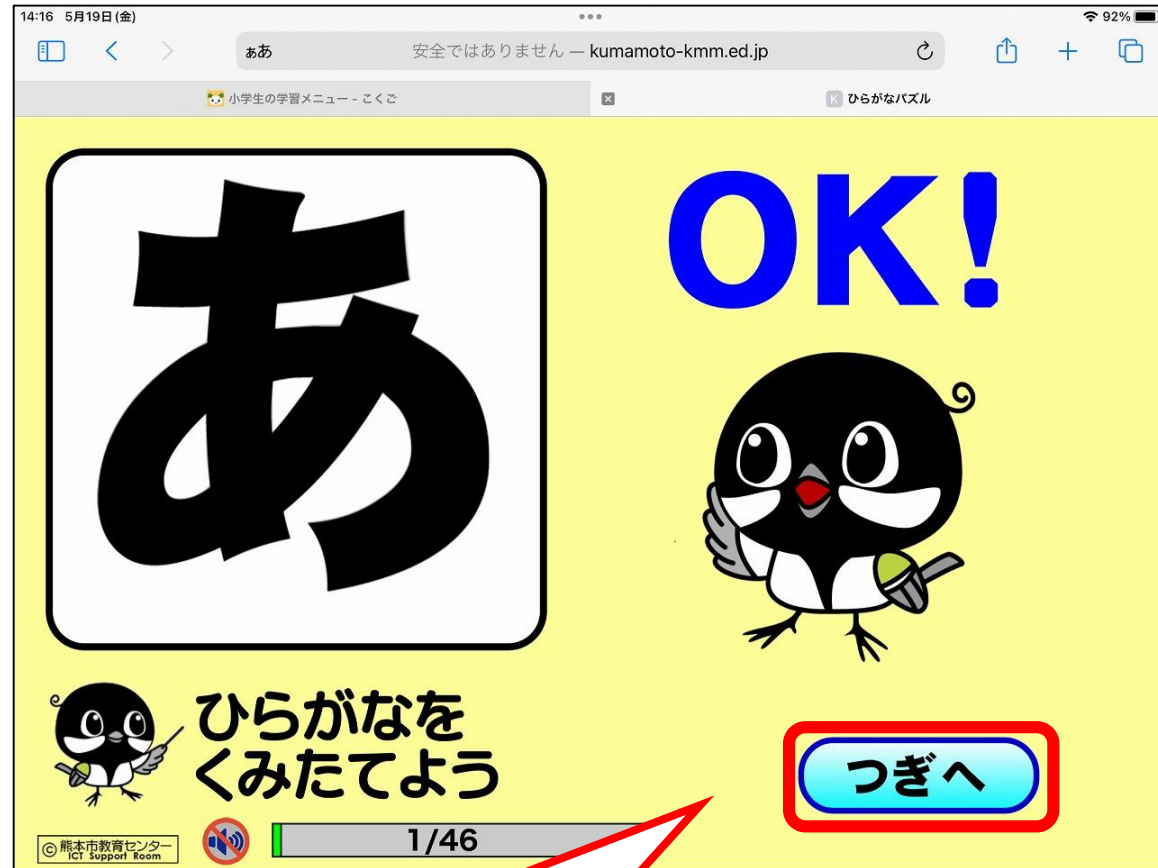 14:16 5月19日(金)
92%
ぁあ
安全ではありません — kumamoto-kmm.ed.jp
小学生の学習メニュー - こくご
K ひらがなパズル
あ
OK!
ひらがなを
くみたてよう
つぎへ
1/46
© 熊本市教育センター
ICT Support Room